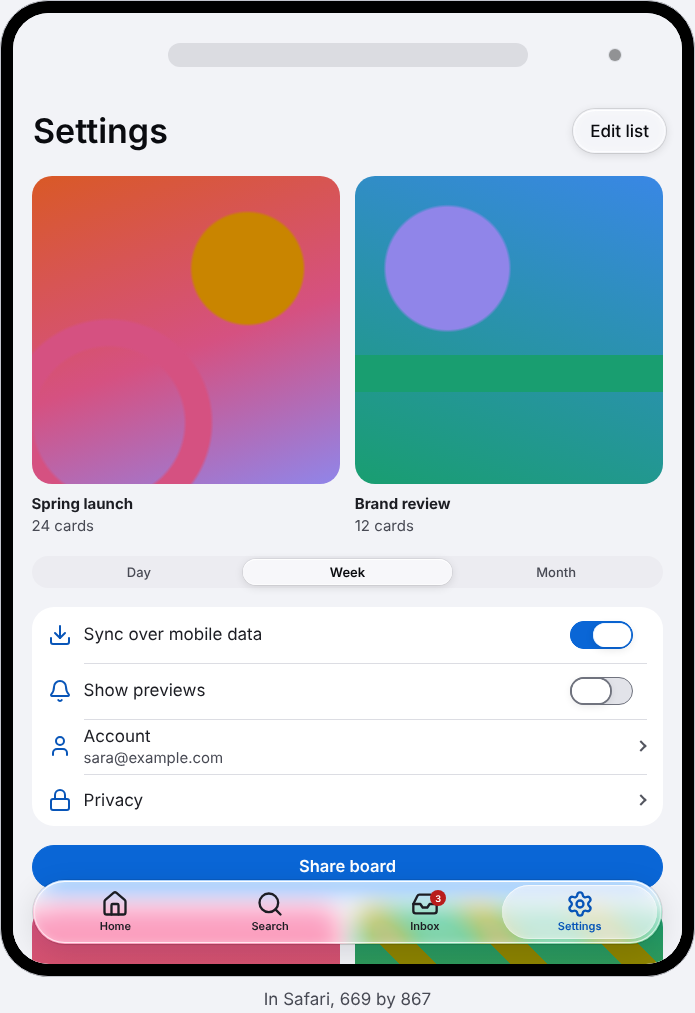 Settings
Edit list
Spring launch
24 cards
Brand review
12 cards
Day
Week
Month
Sync over mobile data
Show previews
Account
sara@example.com
Privacy
Share board
3
Home
Search
Inbox
Settings
In Safari, 669 by 867